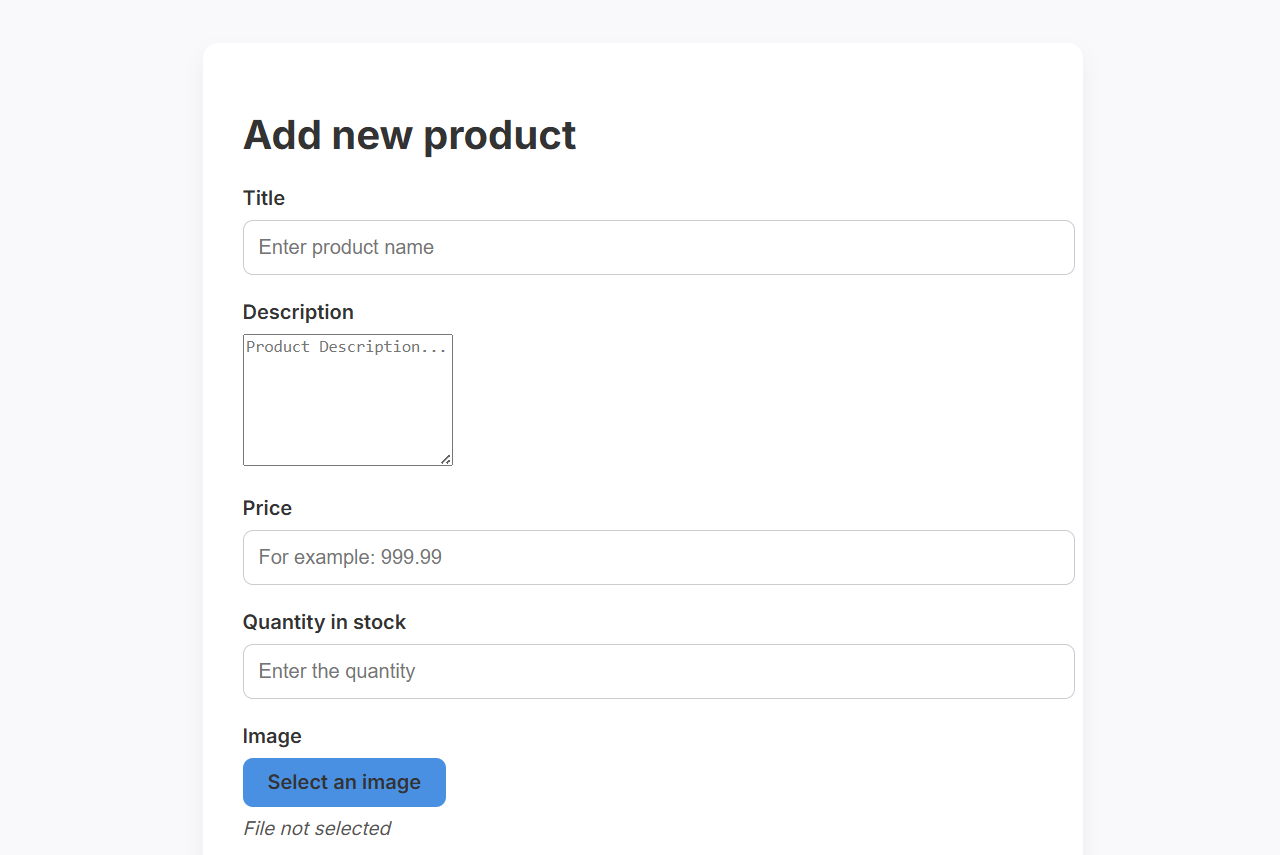 Add new product
Title
Enter product name
Description
Product Description...
Price
For example: 999.99
Quantity in stock
Enter the quantity
Image
Select an image
File not selected